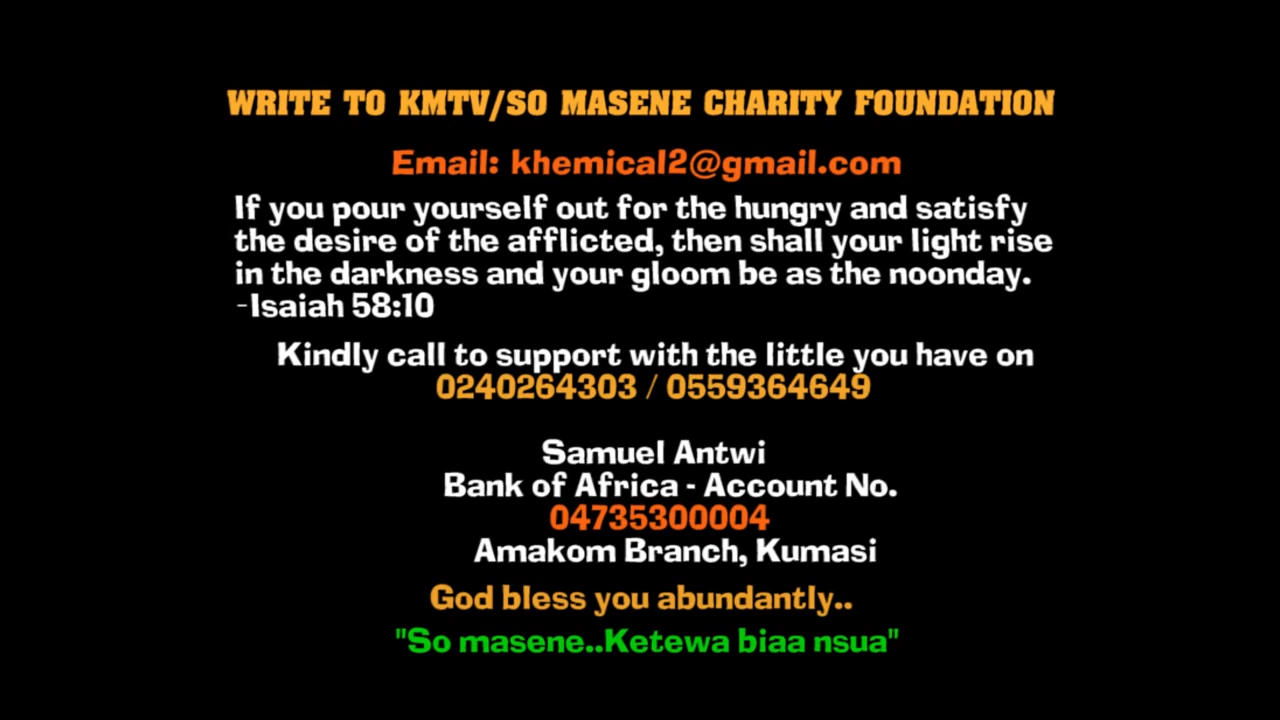 WRITE TO KMTV/SO MASENE CHARITY FOUNDATION
Email: khemical2@gmail.com
If you pour yourself out for the hungry and satisfy
the desire of the afflicted, then shall your light rise
in the darkness and your gloom be as the noonday.
-Isaiah 58:10
Kindly call to support with the little you have on
0240264303 / 0559364649
Samuel Antwi
Bank of Africa - Account No.
04735300004
Amakom Branch, Kumasi
God bless you abundantly..
"So masene..Ketewa biaa nsua"